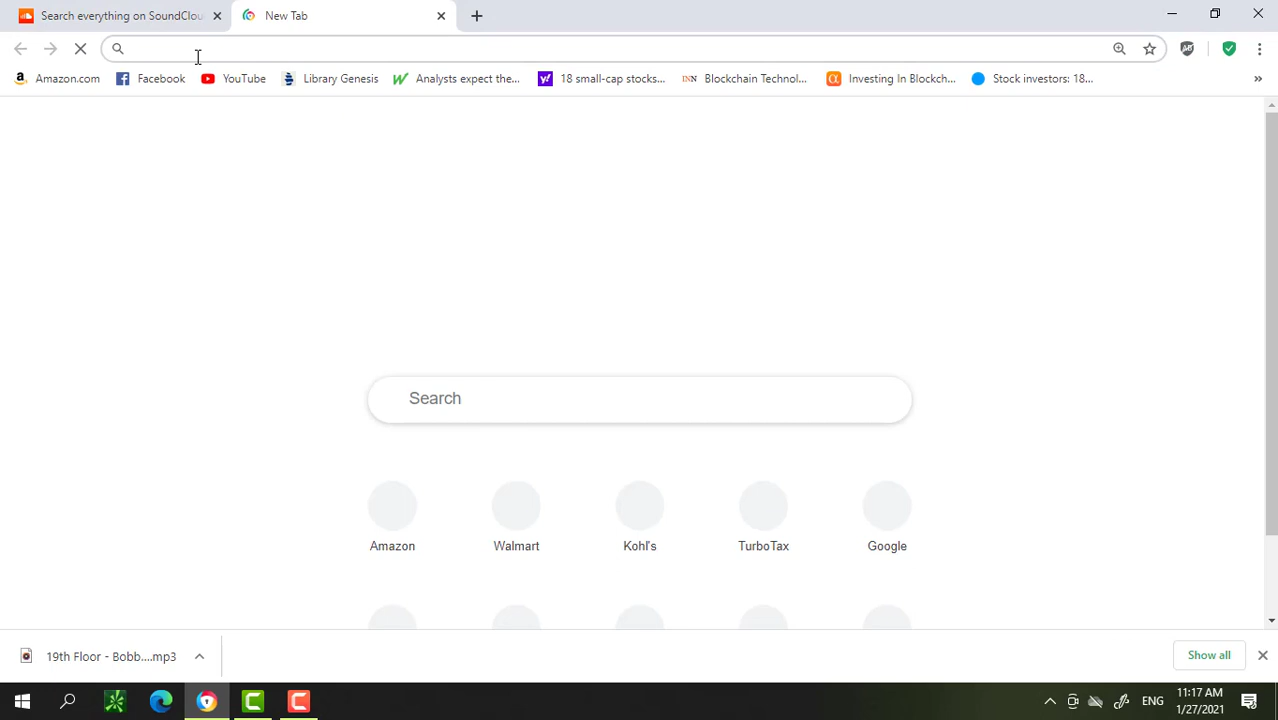 Search everything on SoundClou
New Tab
Amazon.com
Facebook
YouTube
Library Genesis
Analysts expect the...
18 small-cap stocks...
INN Blockchain Technol...
Investing In Blockch...
Stock investors: 18...
Search
Amazon
Walmart
Kohl's
TurboTax
Google
19th Floor - Bobb....mp3
Show all
ENG
11:17 AM
1/27/2021